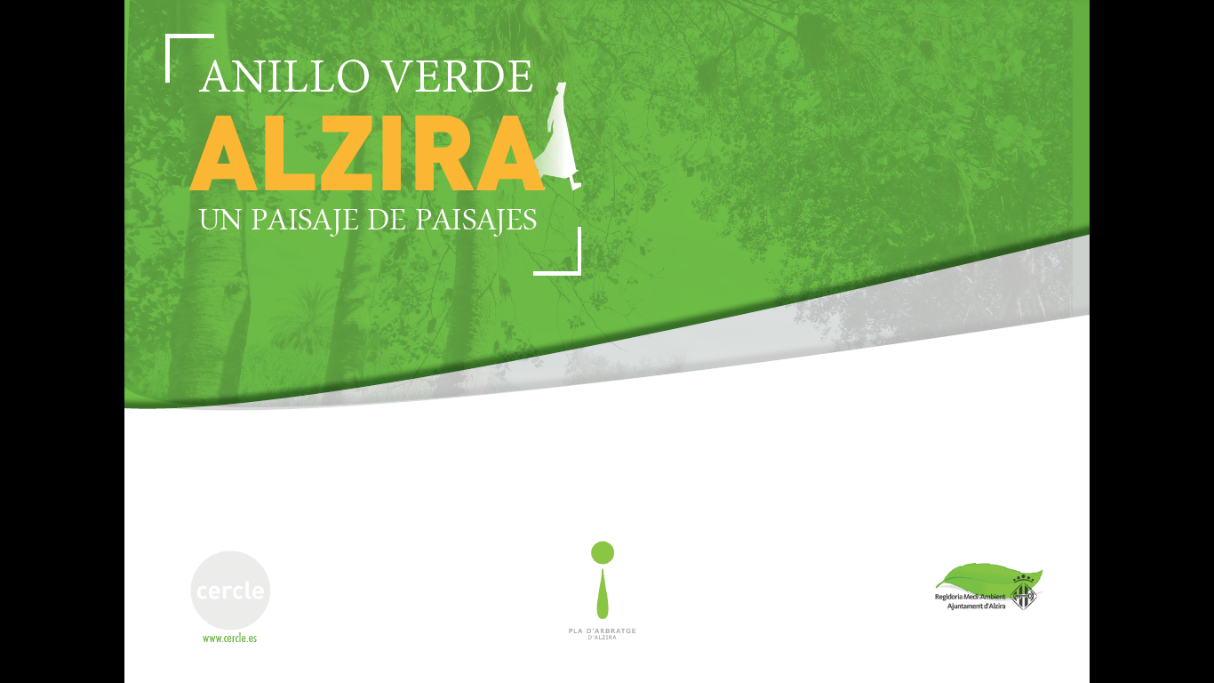 ANILLO VERDE
ALZIRA
UN PAISAJE DE PAISAJES
cercle
www.cercle.es
PLA D'ARBRATGE
D'ALZIRA
Regidoria Medi Ambient
Ajuntament d'Alzira